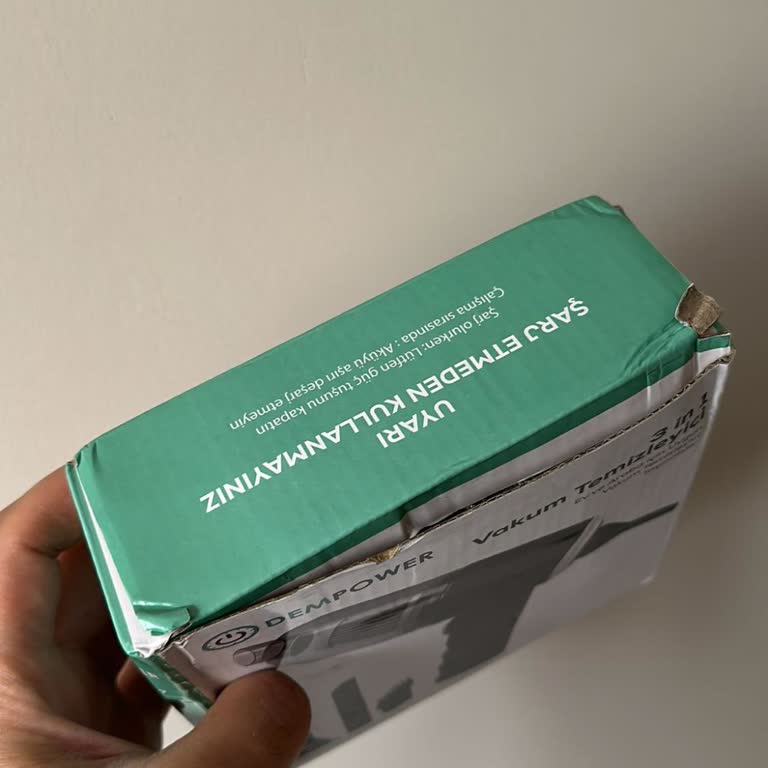 UYARI
ŞARJ ETMEDEN KULLANMAYINIZ
Şarj olurken: Lütfen güç tuşunu kapatın
Çalışma sırasında : Aküyü aşırı deşarj etmeyin
DEMPOWER
3 in 1
Vakum Temizleyici